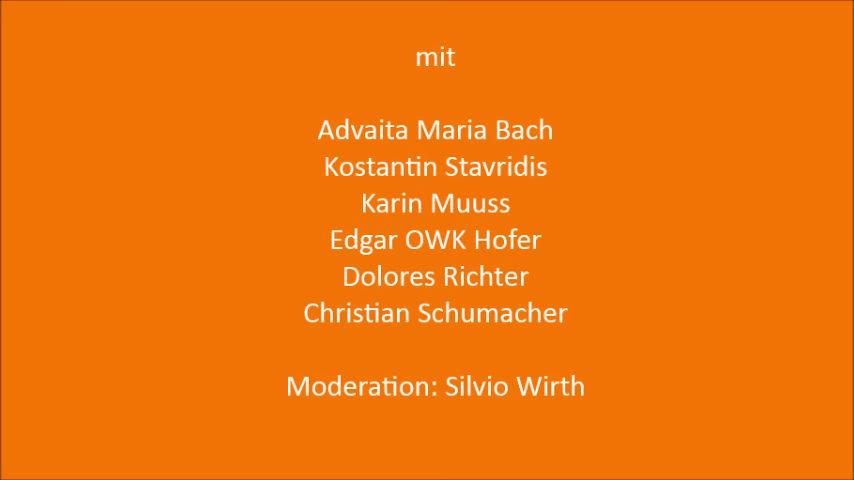 mit
Advaita Maria Bach
Kostantin Stavridis
Karin Muuss
Edgar OWK Hofer
Dolores Richter
Christian Schumacher
Moderation: Silvio Wirth